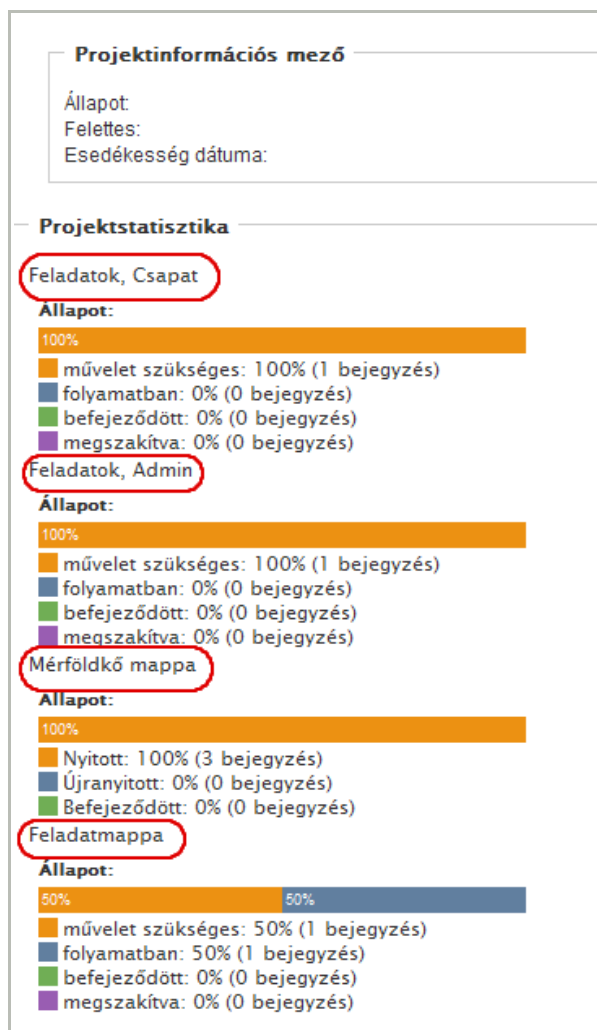 Projektinformációs mező
Állapot:
Felettes:
Esedékesség dátuma:
Projektstatisztika
Feladatok, Csapat
Állapot:
100%
művelet szükséges: 100% (1 bejegyzés)
folyamatban: 0% (0 bejegyzés)
befejeződött: 0% (0 bejegyzés)
megszakítva: 0% (0 bejegyzés)
Feladatok, Admin
Állapot:
100%
művelet szükséges: 100% (1 bejegyzés)
folyamatban: 0% (0 bejegyzés)
befejeződött: 0% (0 bejegyzés)
megszakítva: 0% (0 bejegyzés)
Mérföldkő mappa
Állapot:
100%
Nyitott: 100% (3 bejegyzés)
Újranyitott: 0% (0 bejegyzés)
Befejeződött: 0% (0 bejegyzés)
Feladatmappa
Állapot:
50% 50%
művelet szükséges: 50% (1 bejegyzés)
folyamatban: 50% (1 bejegyzés)
befejeződött: 0% (0 bejegyzés)
megszakítva: 0% (0 bejegyzés)